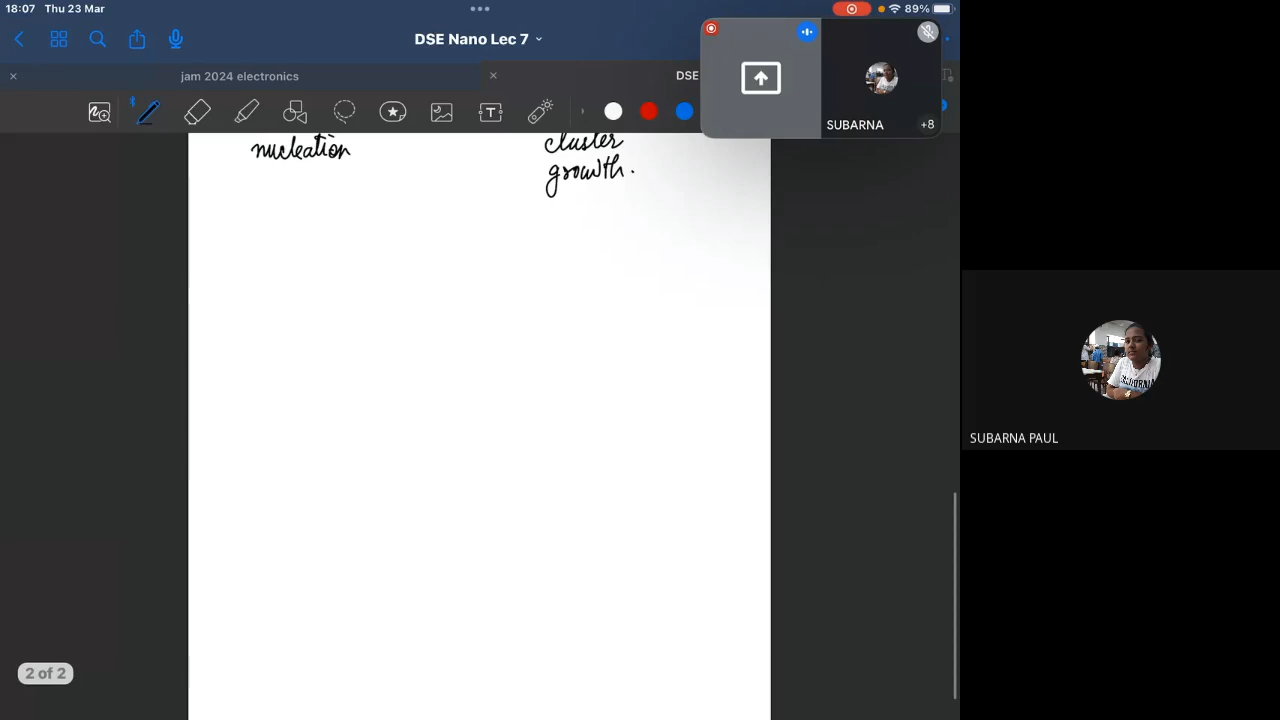 18:07 Thu 23 Mar
89%
DSE Nano Lec 7
jam 2024 electronics
DSE
SUBARNA
+8
nucleation
cluster
growth.
SUBARNA PAUL
2 of 2